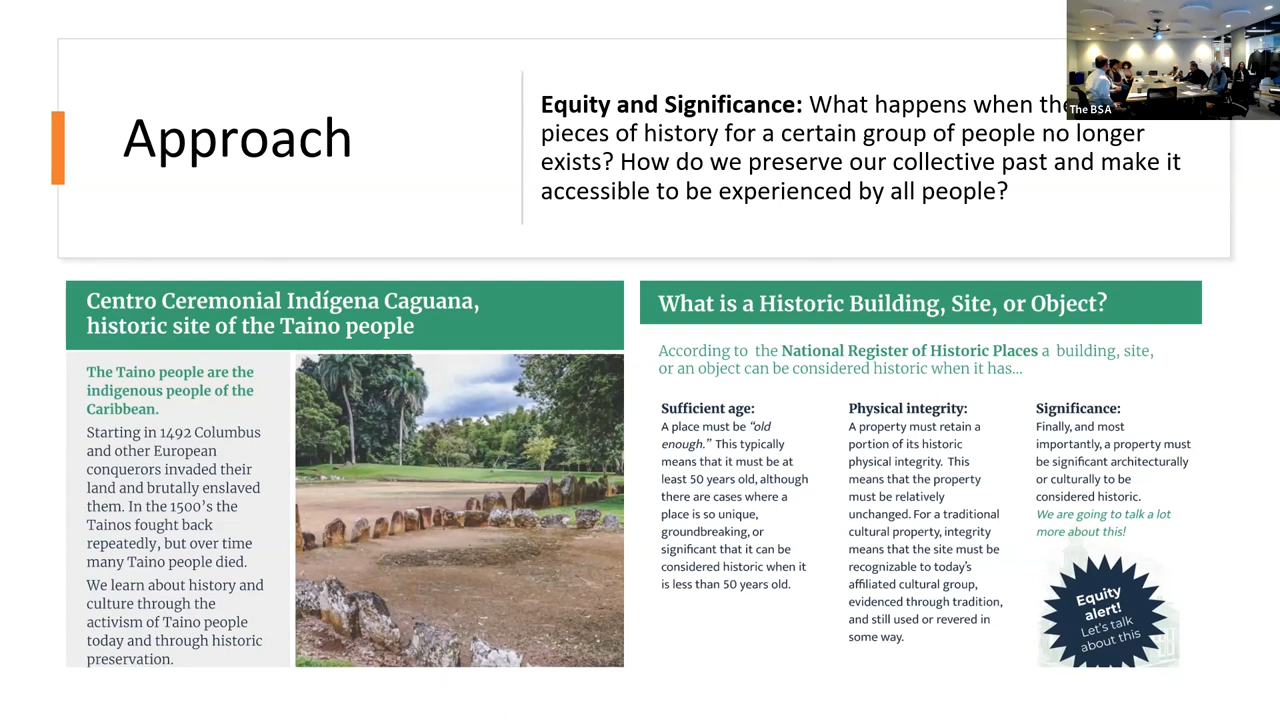 Approach
Equity and Significance: What happens when the
pieces of history for a certain group of people no longer
exists? How do we preserve our collective past and make it
accessible to be experienced by all people?
The BSA
Centro Ceremonial Indígena Caguana,
historic site of the Taino people
The Taino people are the
indigenous people of the
Caribbean.
Starting in 1492 Columbus
and other European
conquerors invaded their
land and brutally enslaved
them. In the 1500's the
Tainos fought back
repeatedly, but over time
many Taino people died.
We learn about history and
culture through the
activism of Taino people
today and through historic
preservation.
What is a Historic Building, Site, or Object?
According to the National Register of Historic Places a building, site,
or an object can be considered historic when it has...
Sufficient age:
A place must be "old
enough." This typically
means that it must be at
least 50 years old, although
there are cases where a
place is so unique,
groundbreaking, or
significant that it can be
considered historic when it
is less than 50 years old.
Physical integrity:
A property must retain a
portion of its historic
physical integrity. This
means that the property
must be relatively
unchanged. For a traditional
cultural property, integrity
means that the site must be
recognizable to today's
affiliated cultural group,
evidenced through tradition,
and still used or revered in
some way.
Significance:
Finally, and most
importantly, a property must
be significant architecturally
or culturally to be
considered historic.
We are going to talk a lot
more about this!
Equity
alert!
Let's talk
about this